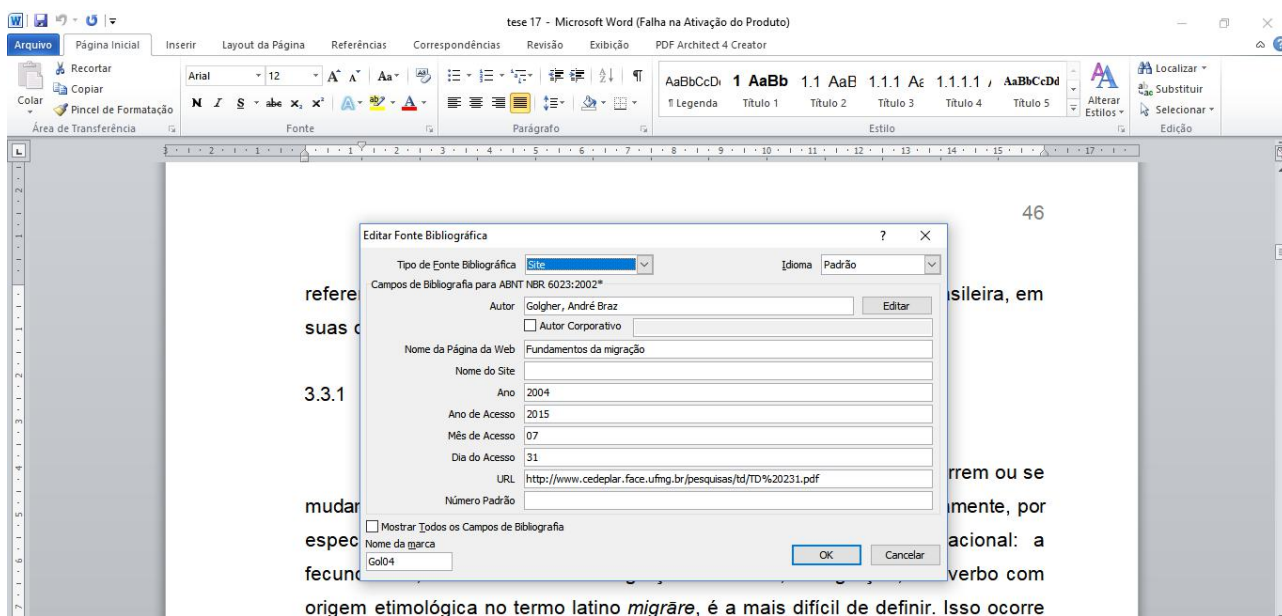 tese 17 - Microsoft Word (Falha na Ativação do Produto)
Arquivo Página Inicial Inserir Layout da Página Referências Correspondências Revisão Exibição PDF Architect 4 Creator
Colar
Recortar
Copiar
Pincel de Formatação
Área de Transferência
Arial 12
N I S abc x₂ x²
Fonte
Parágrafo
AaBbCcD 1 AaBb 1.1 AaB 1.1.1 Aa 1.1.1.1 AaBbCcDd
¶ Legenda Título 1 Título 2 Título 3 Título 4 Título 5
Alterar Estilos
Estilo
Localizar
Substituir
Selecionar
Edição
46
Editar Fonte Bibliográfica
Tipo de Fonte Bibliográfica Site Idioma Padrão
Campos de Bibliografia para ABNT NBR 6023:2002*
Autor Golgher, André Braz Editar
Autor Corporativo
Nome da Página da Web Fundamentos da migração
Nome do Site
Ano 2004
Ano de Acesso 2015
Mês de Acesso 07
Dia do Acesso 31
URL http://www.cedeplar.face.ufmg.br/pesquisas/td/TD%20231.pdf
Número Padrão
Mostrar Todos os Campos de Bibliografia
Nome da marca
Gol04
OK Cancelar
refere sileira, em
suas
3.3.1
rrem ou se
mudar mente, por
espec acional: a
fecun verbo com
origem etimológica no termo latino migrāre, é a mais difícil de definir. Isso ocorre